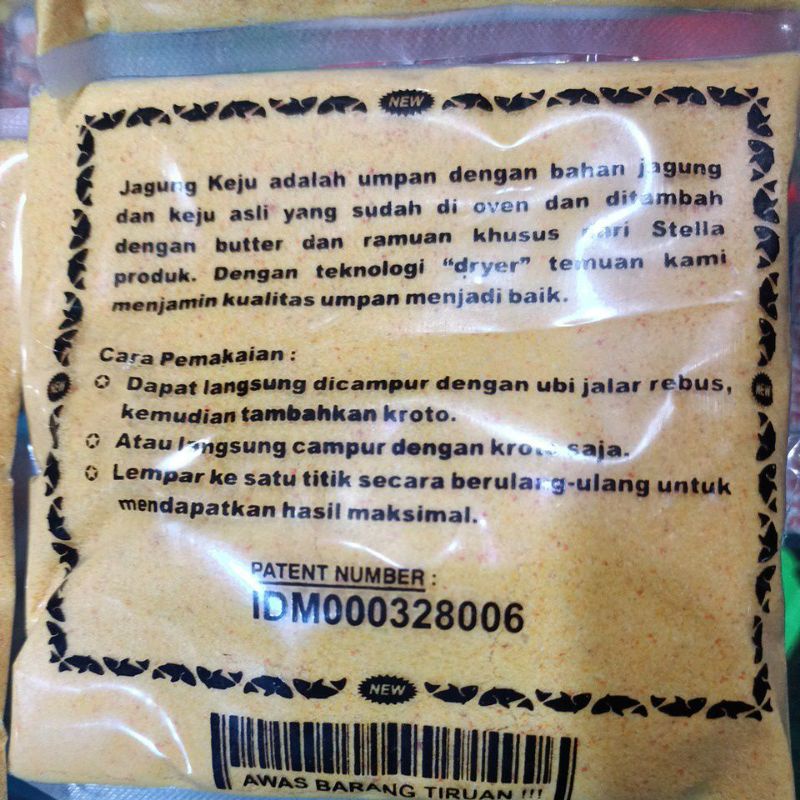 NEW
Jagung Keju adalah umpan dengan bahan jagung
dan keju asli yang sudah di oven dan ditambah
dengan butter dan ramuan khusus dari Stella
produk. Dengan teknologi “dryer” temuan kami
menjamin kualitas umpan menjadi baik.
Cara Pemakaian :
Dapat langsung dicampur dengan ubi jalar rebus,
kemudian tambahkan kroto.
Atau langsung campur dengan kroto saja.
Lempar ke satu titik secara berulang-ulang untuk
mendapatkan hasil maksimal.
PATENT NUMBER :
IDM000328006
NEW
AWAS BARANG TIRUAN !!!